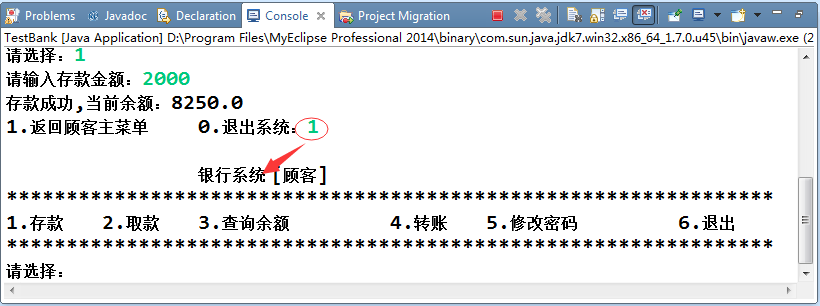 Problems @ Javadoc Declaration Console Project Migration
TestBank [Java Application] D:\Program Files\MyEclipse Professional 2014\binary\com.sun.java.jdk7.win32.x86_64_1.7.0.u45\bin\javaw.exe (2
请选择：1
请输入存款金额：2000
存款成功,当前余额：8250.0
1.返回顾客主菜单 0.退出系统：1
银行系统[顾客]
****************************************************************
1.存款 2.取款 3.查询余额 4.转账 5.修改密码 6.退出
****************************************************************
请选择：